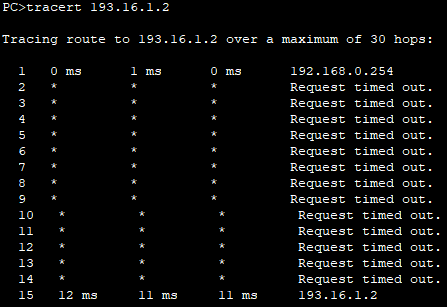 PC>tracert 193.16.1.2
Tracing route to 193.16.1.2 over a maximum of 30 hops:
1 0 ms 1 ms 0 ms 192.168.0.254
2 * * * Request timed out.
3 * * * Request timed out.
4 * * * Request timed out.
5 * * * Request timed out.
6 * * * Request timed out.
7 * * * Request timed out.
8 * * * Request timed out.
9 * * * Request timed out.
10 * * * Request timed out.
11 * * * Request timed out.
12 * * * Request timed out.
13 * * * Request timed out.
14 * * * Request timed out.
15 12 ms 11 ms 11 ms 193.16.1.2